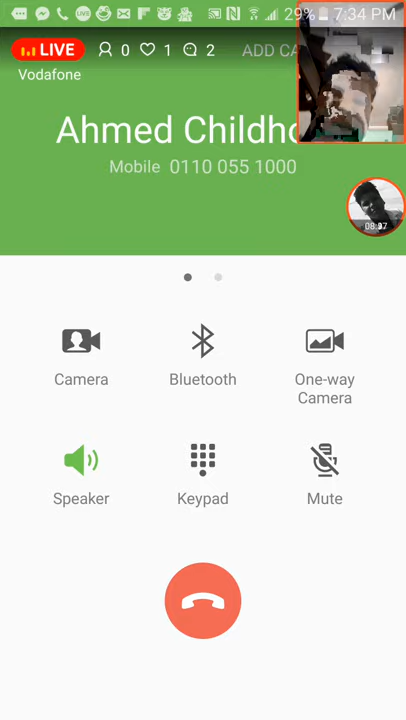 29% 7:34 PM
LIVE 0 1 2 ADD CA
Vodafone
Ahmed Childho
Mobile 0110 055 1000
Camera
Bluetooth
One-way
Camera
Speaker
Keypad
Mute